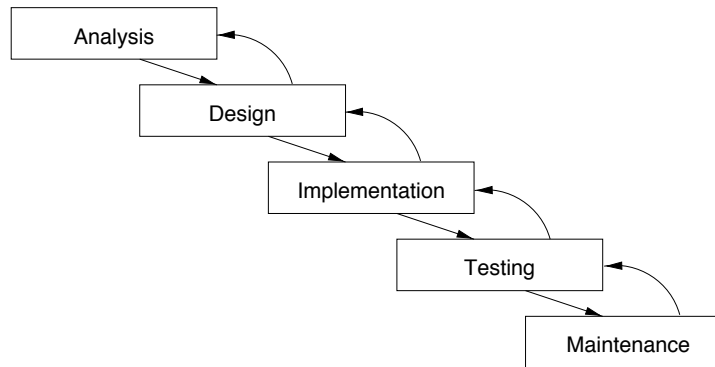 Analysis
Design
Implementation
Testing
Maintenance